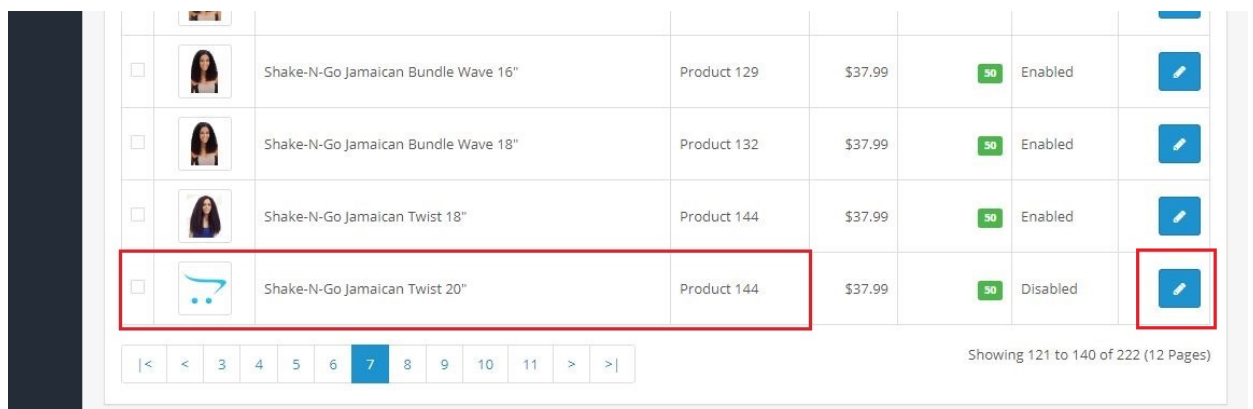 Shake-N-Go Jamaican Bundle Wave 16" Product 129 $37.99 50 Enabled
Shake-N-Go Jamaican Bundle Wave 18" Product 132 $37.99 50 Enabled
Shake-N-Go Jamaican Twist 18" Product 144 $37.99 50 Enabled
Shake-N-Go Jamaican Twist 20" Product 144 $37.99 50 Disabled
|< < 3 4 5 6 7 8 9 10 11 > >| Showing 121 to 140 of 222 (12 Pages)